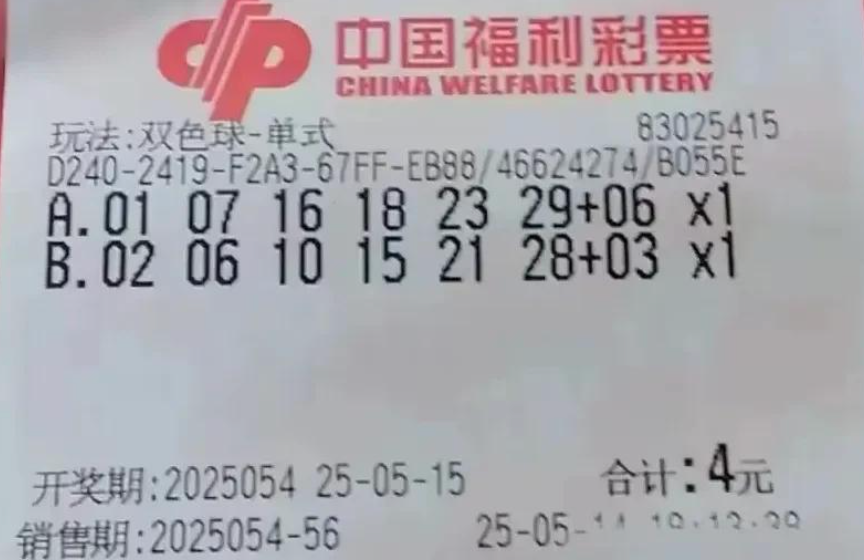 中国福利彩票
CHINA WELFARE LOTTERY
玩法:双色球-单式 83025415
D240-2419-F2A3-67FF-EB88/46624274/B055E
A.01 07 16 18 23 29+06 x1
B.02 06 10 15 21 28+03 x1
开奖期:2025054 25-05-15 合计:4元
销售期:2025054-56 25-05-